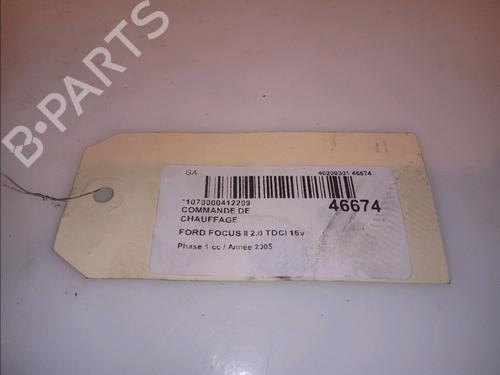 B-PARTS
GA
40200301 46674
*1070000412209
46674
COMMANDE DE
CHAUFFAGE
FORD FOCUS II 2.0 TDCI 16v
Phase 1 cc / Année 2005